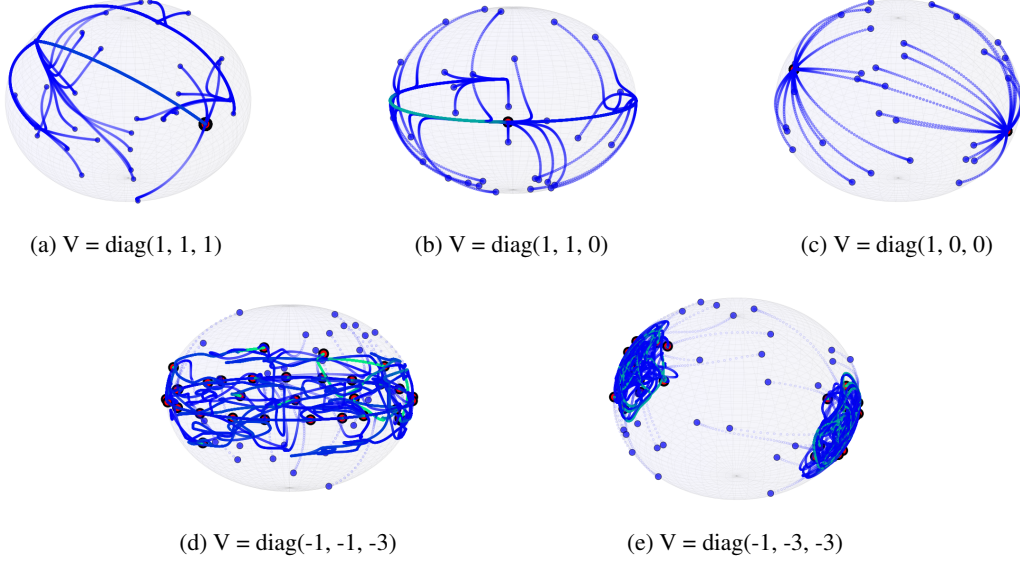 (a) V = diag(1, 1, 1)
(b) V = diag(1, 1, 0)
(c) V = diag(1, 0, 0)
(d) V = diag(-1, -1, -3)
(e) V = diag(-1, -3, -3)